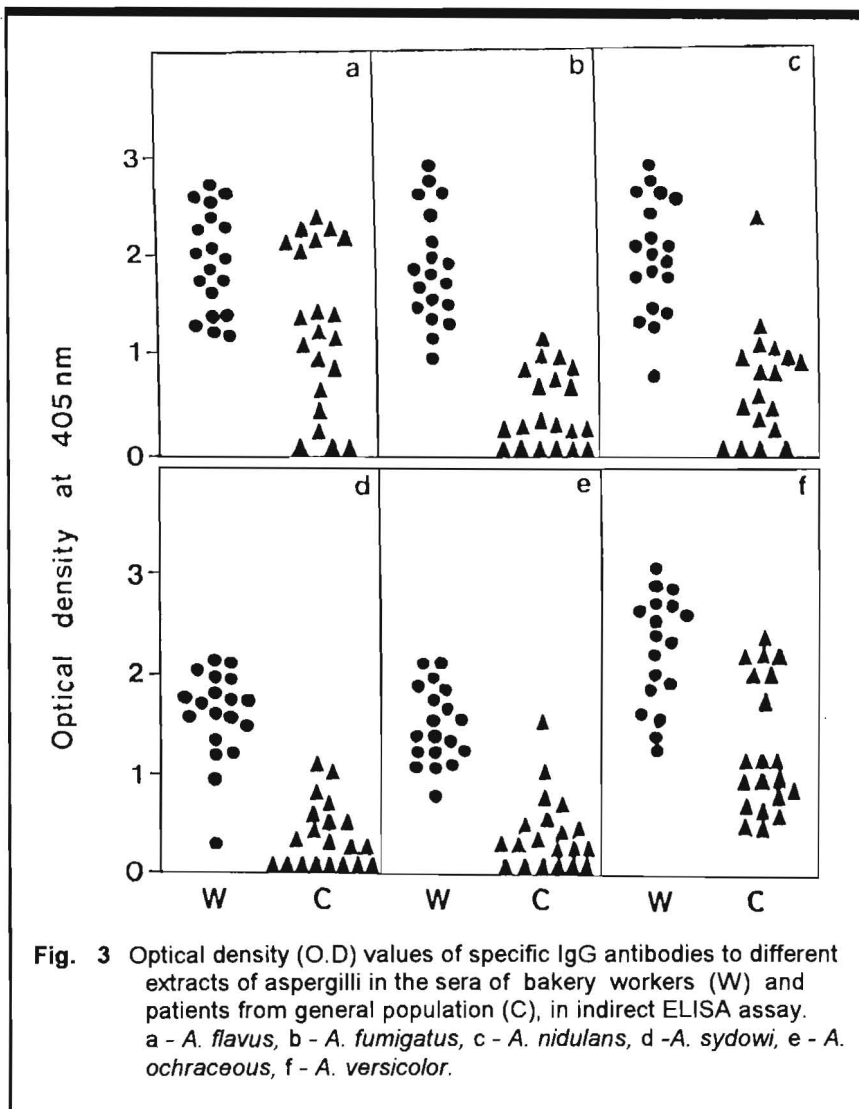 a
b
c
3
2
1
0
d
e
f
3
2
1
0
Optical density at 405nm
W C W C W C
Fig. 3 Optical density (O.D) values of specific IgG antibodies to different
extracts of aspergilli in the sera of bakery workers (W) and
patients from general population (C), in indirect ELISA assay.
a - A. flavus, b - A. fumigatus, c - A. nidulans, d -A. sydowi, e - A.
ochraceous, f - A. versicolor.